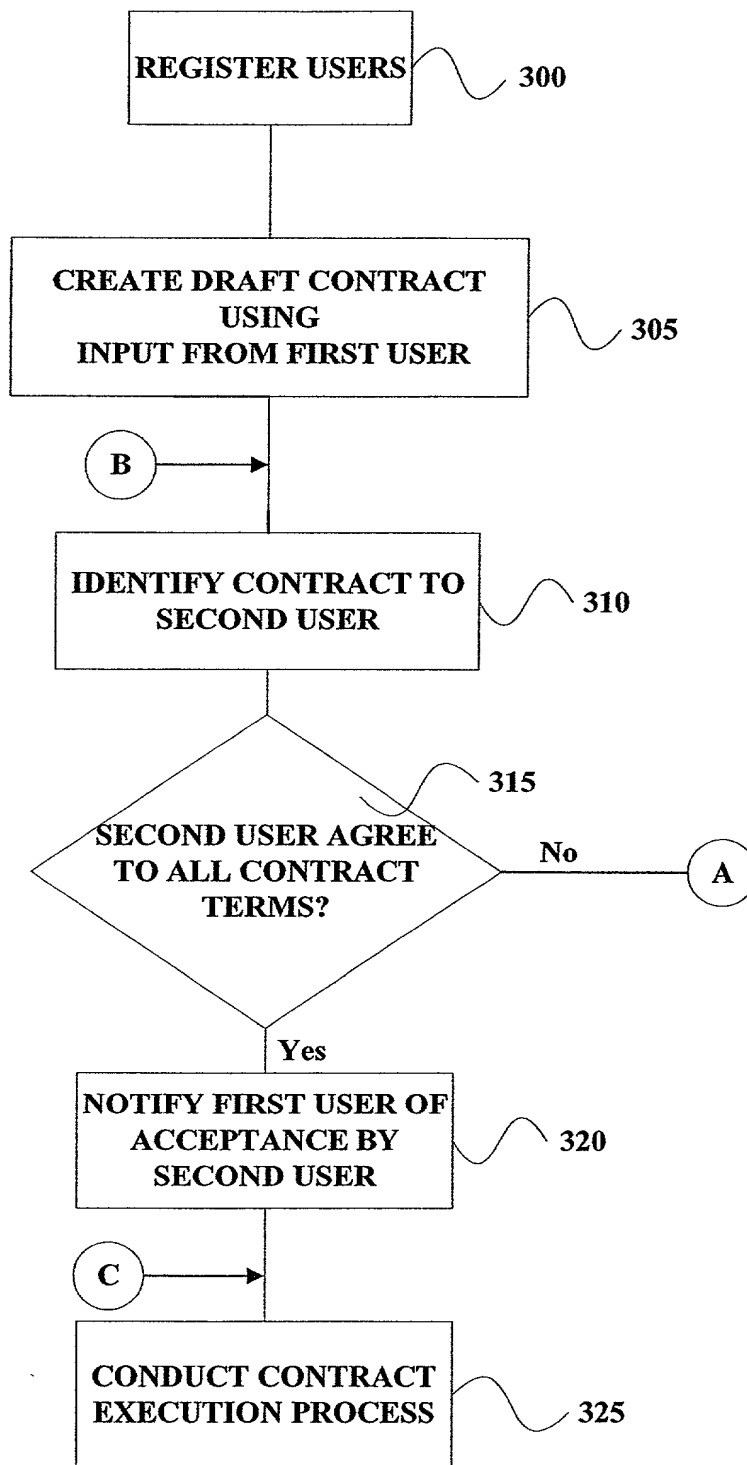 REGISTER USERS
300
CREATE DRAFT CONTRACT
USING
INPUT FROM FIRST USER
305
B
IDENTIFY CONTRACT TO
SECOND USER
310
315
SECOND USER AGREE
TO ALL CONTRACT
TERMS?
No
A
Yes
NOTIFY FIRST USER OF
ACCEPTANCE BY
SECOND USER
320
C
CONDUCT CONTRACT
EXECUTION PROCESS
325